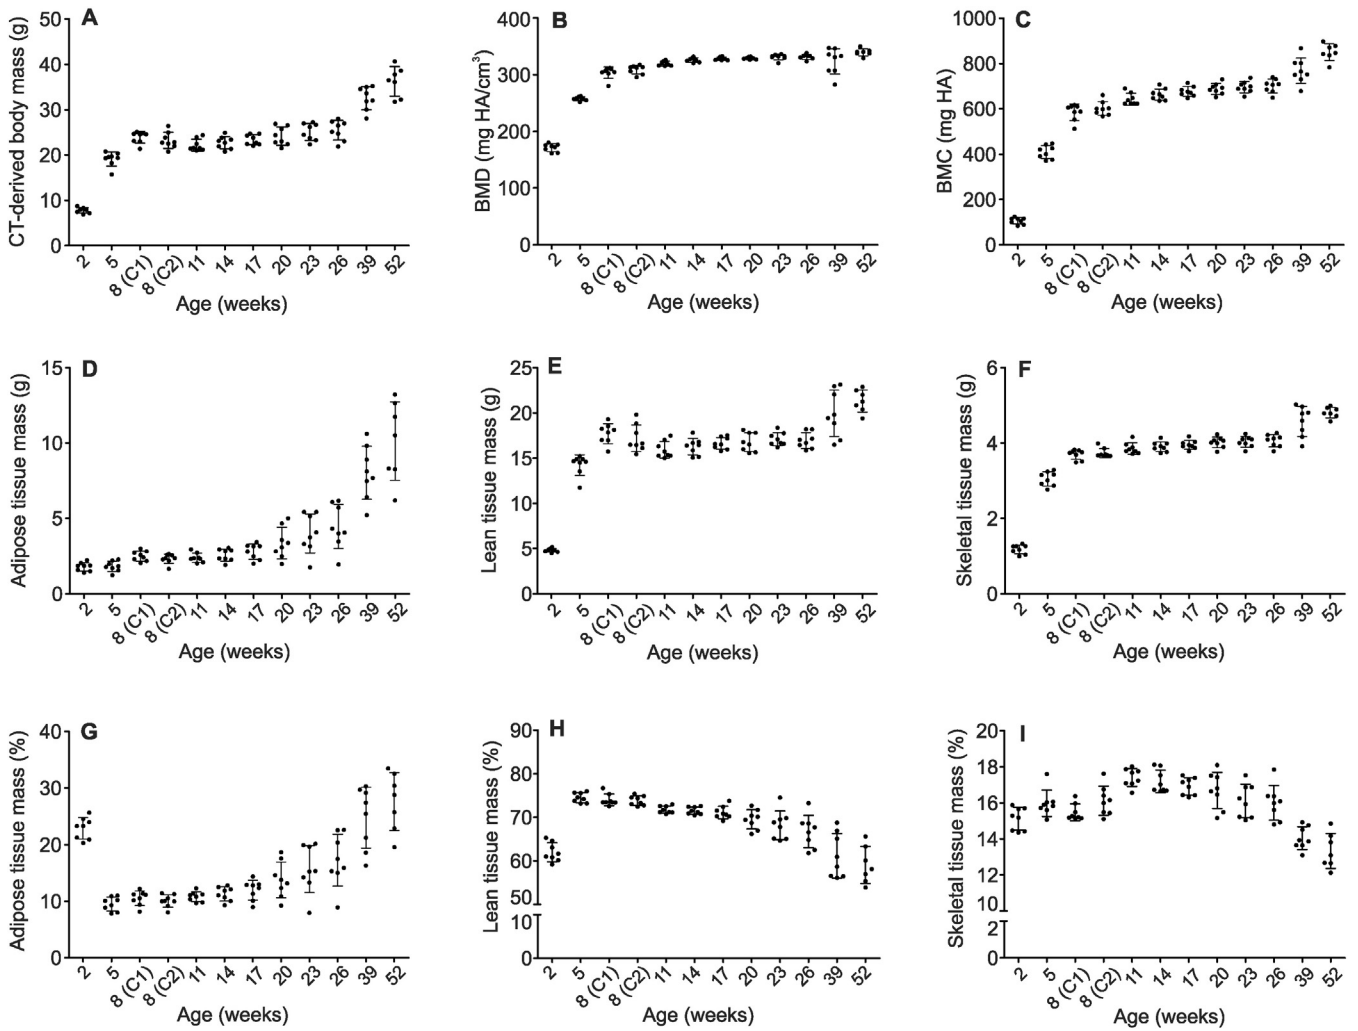 A
CT-derived body mass (g)
50
40
30
20
10
0
2 5 8 (C1) 8 (C2) 11 14 17 20 23 26 39 52
Age (weeks)
B
BMD (mg HA/cm³)
400
300
200
100
0
2 5 8 (C1) 8 (C2) 11 14 17 20 23 26 39 52
Age (weeks)
C
BMC (mg HA)
1000
800
600
400
200
0
2 5 8 (C1) 8 (C2) 11 14 17 20 23 26 39 52
Age (weeks)
D
Adipose tissue mass (g)
15
10
5
0
2 5 8 (C1) 8 (C2) 11 14 17 20 23 26 39 52
Age (weeks)
E
Lean tissue mass (g)
25
20
15
10
5
0
2 5 8 (C1) 8 (C2) 11 14 17 20 23 26 39 52
Age (weeks)
F
Skeletal tissue mass (g)
6
4
2
0
2 5 8 (C1) 8 (C2) 11 14 17 20 23 26 39 52
Age (weeks)
G
Adipose tissue mass (%)
40
30
20
10
0
2 5 8 (C1) 8 (C2) 11 14 17 20 23 26 39 52
Age (weeks)
H
Lean tissue mass (%)
90
80
70
60
50
10
0
2 5 8 (C1) 8 (C2) 11 14 17 20 23 26 39 52
Age (weeks)
I
Skeletal tissue mass (%)
20
18
16
14
12
10
2
0
2 5 8 (C1) 8 (C2) 11 14 17 20 23 26 39 52
Age (weeks)